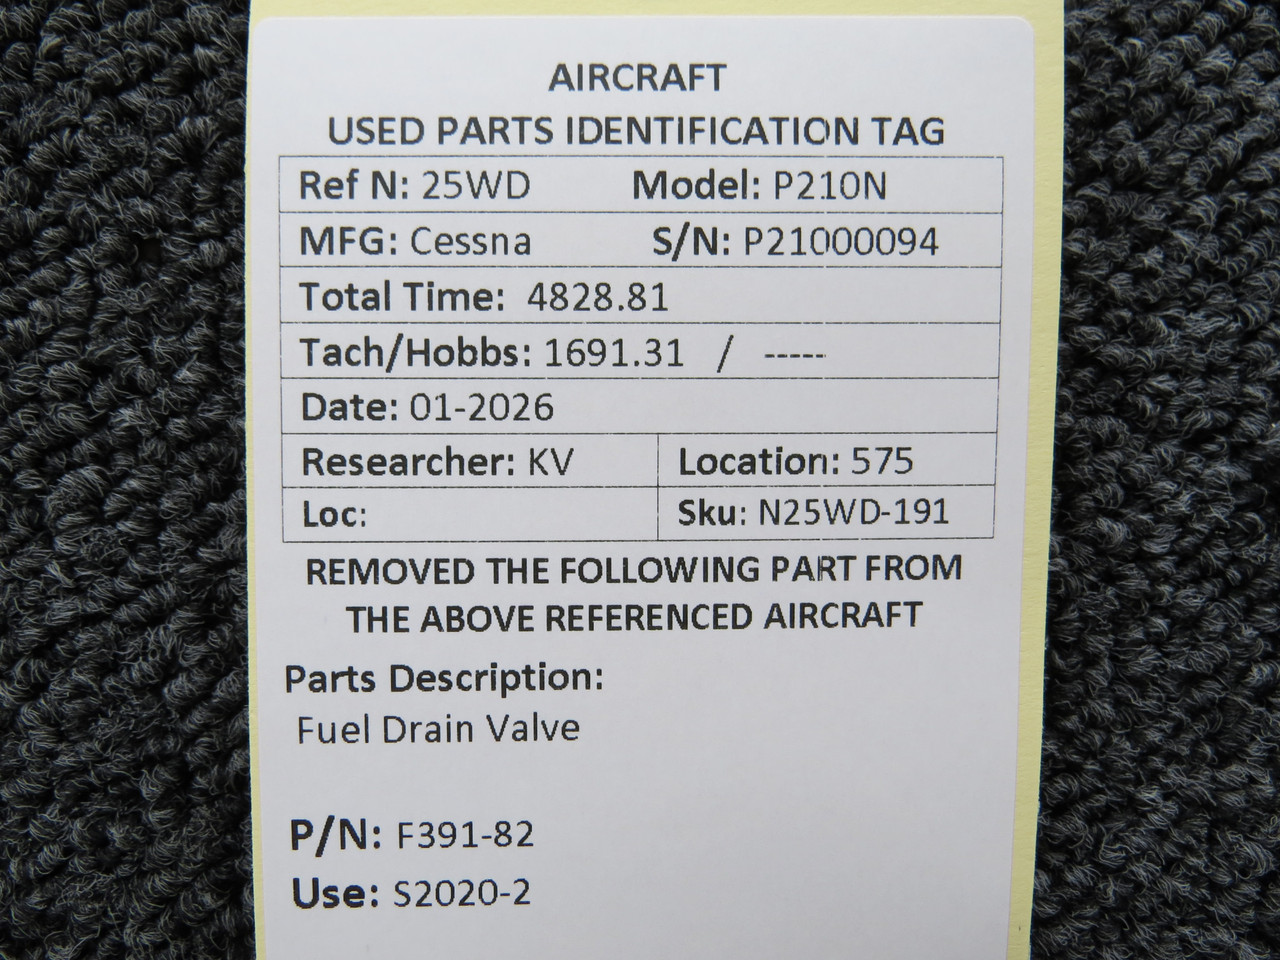 AIRCRAFT
USED PARTS IDENTIFICATION TAG
Ref N: 25WD Model: P210N
MFG: Cessna S/N: P21000094
Total Time: 4828.81
Tach/Hobbs: 1691.31 / -----
Date: 01-2026
Researcher: KV Location: 575
Loc: Sku: N25WD-191
REMOVED THE FOLLOWING PART FROM
THE ABOVE REFERENCED AIRCRAFT
Parts Description:
Fuel Drain Valve
P/N: F391-82
Use: S2020-2